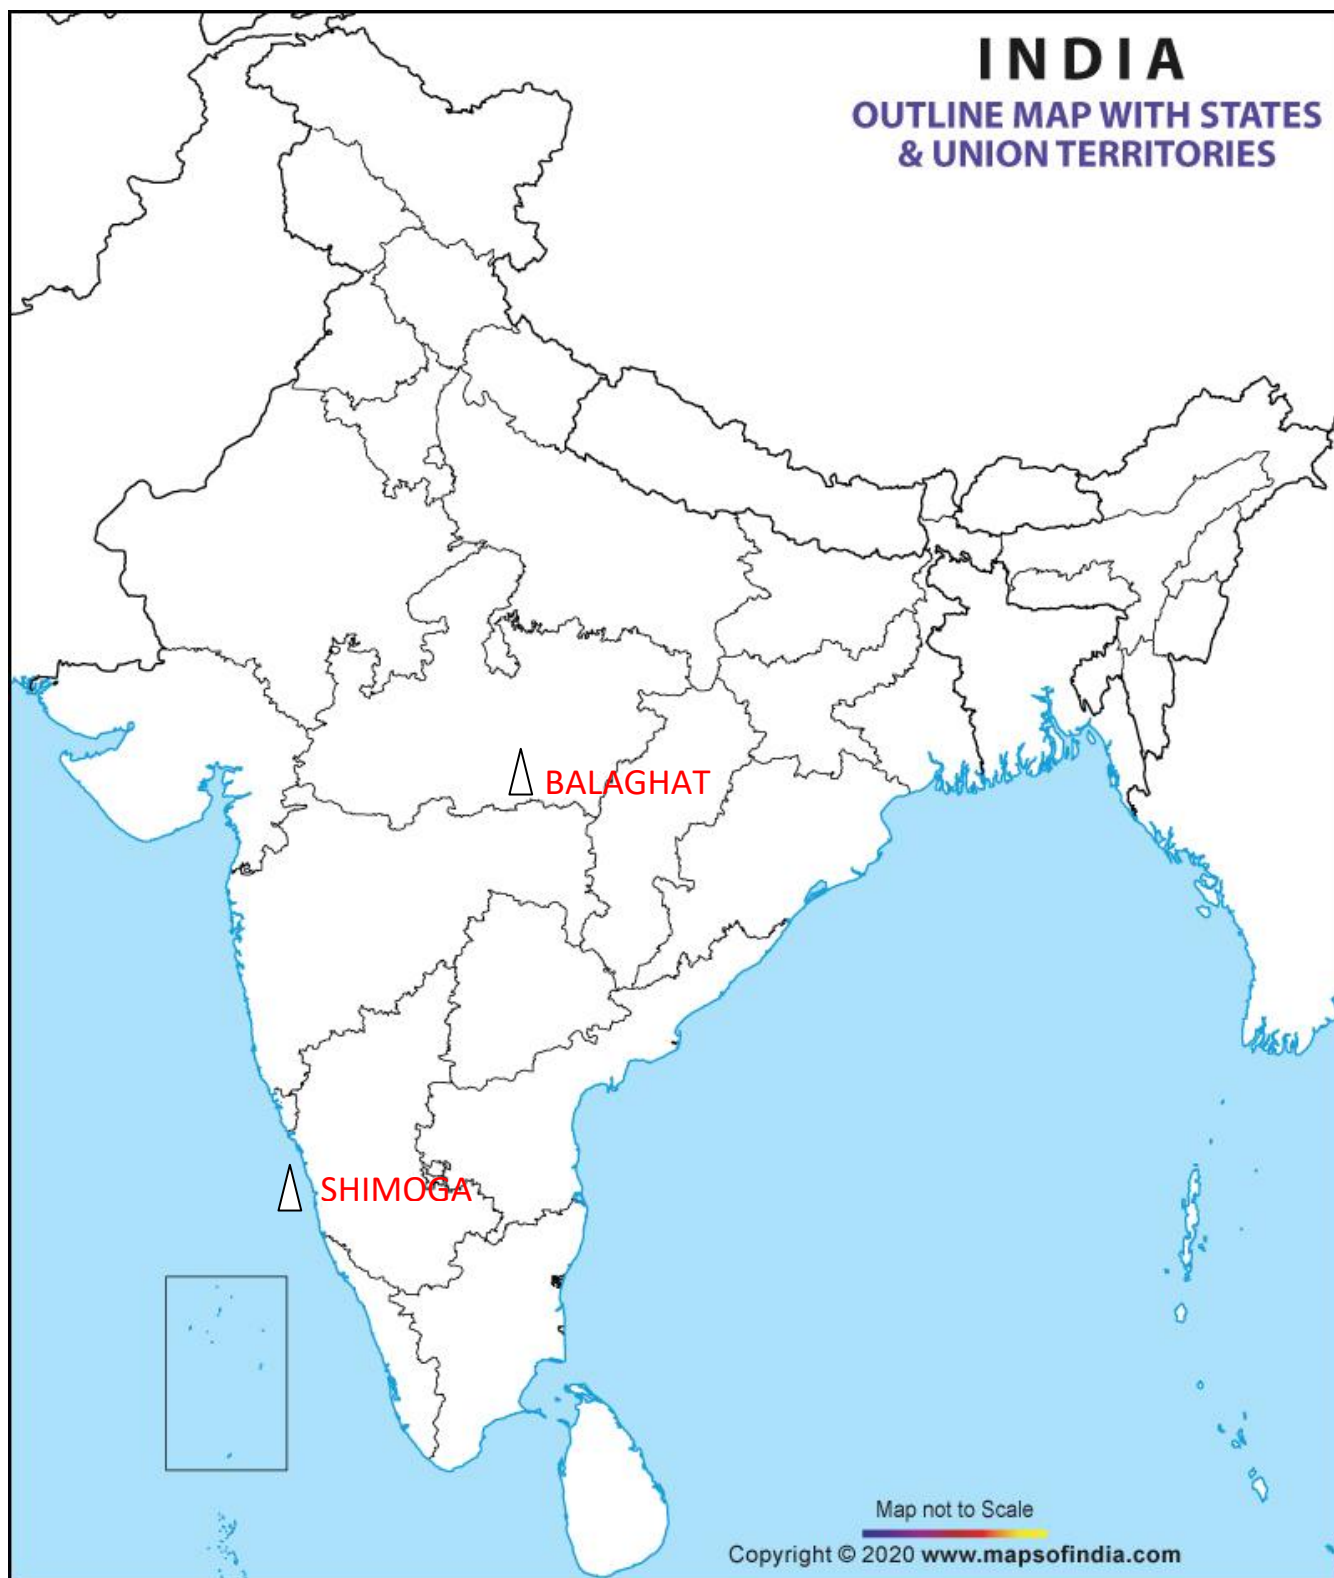 INDIA
OUTLINE MAP WITH STATES
& UNION TERRITORIES
BALAGHAT
SHIMOGA
Map not to Scale
Copyright © 2020 www.mapsofindia.com